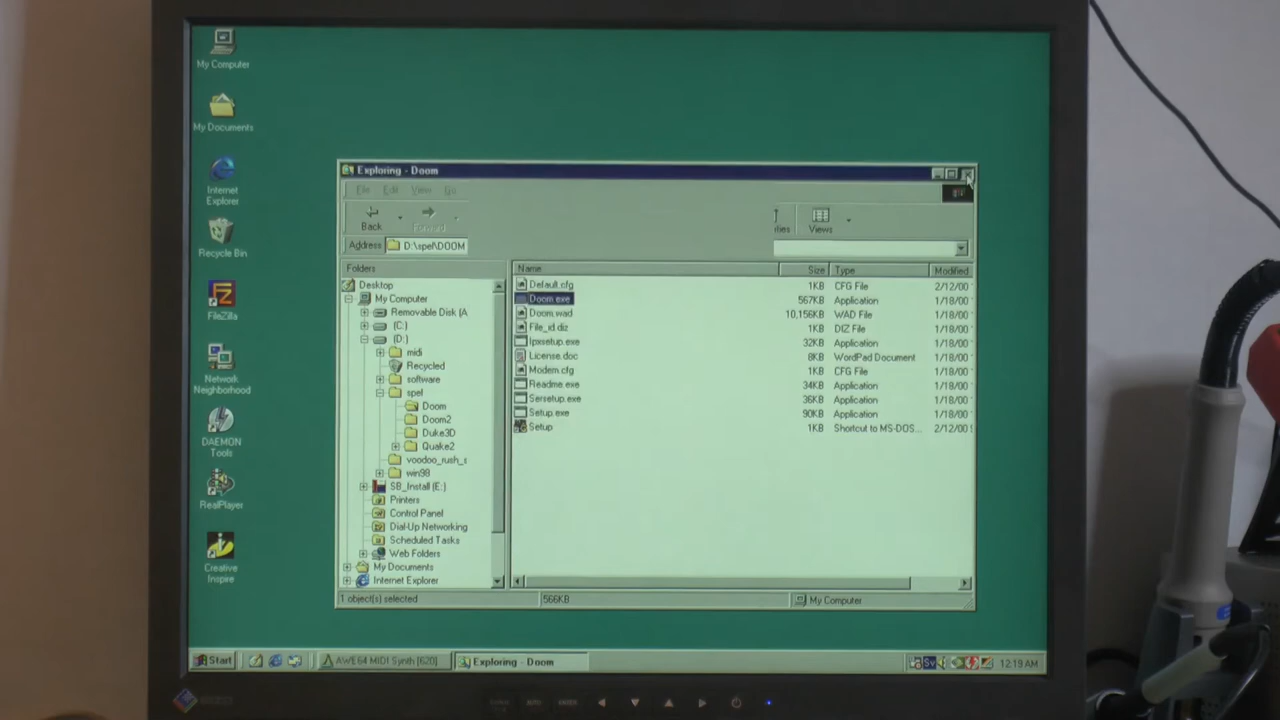 My Computer
My Documents
Internet
Explorer
Recycle Bin
FileZilla
Network
Neighborhood
DAEMON
Tools
RealPlayer
Creative
Inspire
Exploring - Doom
File Edit View Go
Back Forward ities Views
Address D:\spel\DOOM
Folders
Desktop
My Computer
Removable Disk (A
(C:)
(D:)
midi
Recycled
software
spel
Doom
Doom2
Duke3D
Quake2
voodoo_rush_s
win98
SB_Install (E:)
Printers
Control Panel
Dial-Up Networking
Scheduled Tasks
Web Folders
My Documents
Internet Explorer
Name Size Type Modified
Default.cfg 1KB CFG File 2/12/00
Doom.exe 567KB Application 1/18/00
Doom.wad 10,156KB WAD File 1/18/00
File_id.diz 1KB DIZ File 1/18/00
Ipxsetup.exe 32KB Application 1/18/00
License.doc 8KB WordPad Document 1/18/00
Modem.cfg 1KB CFG File 1/18/00
Readme.exe 34KB Application 1/18/00
Sersetup.exe 36KB Application 1/18/00
Setup.exe 90KB Application 1/18/00
Setup 1KB Shortcut to MS-DOS... 2/12/00
1 object(s) selected 566KB My Computer
Start AWE64 MIDI Synth [620] Exploring - Doom 12:19 AM
EIZO